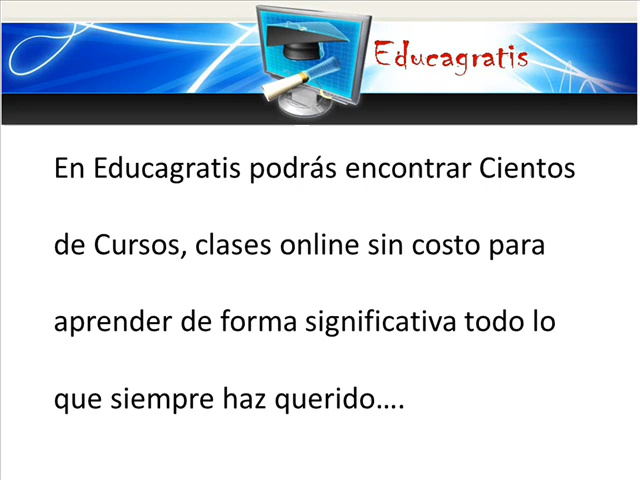 Educagratis
En Educagratis podrás encontrar Cientos
de Cursos, clases online sin costo para
aprender de forma significativa todo lo
que siempre haz querido....